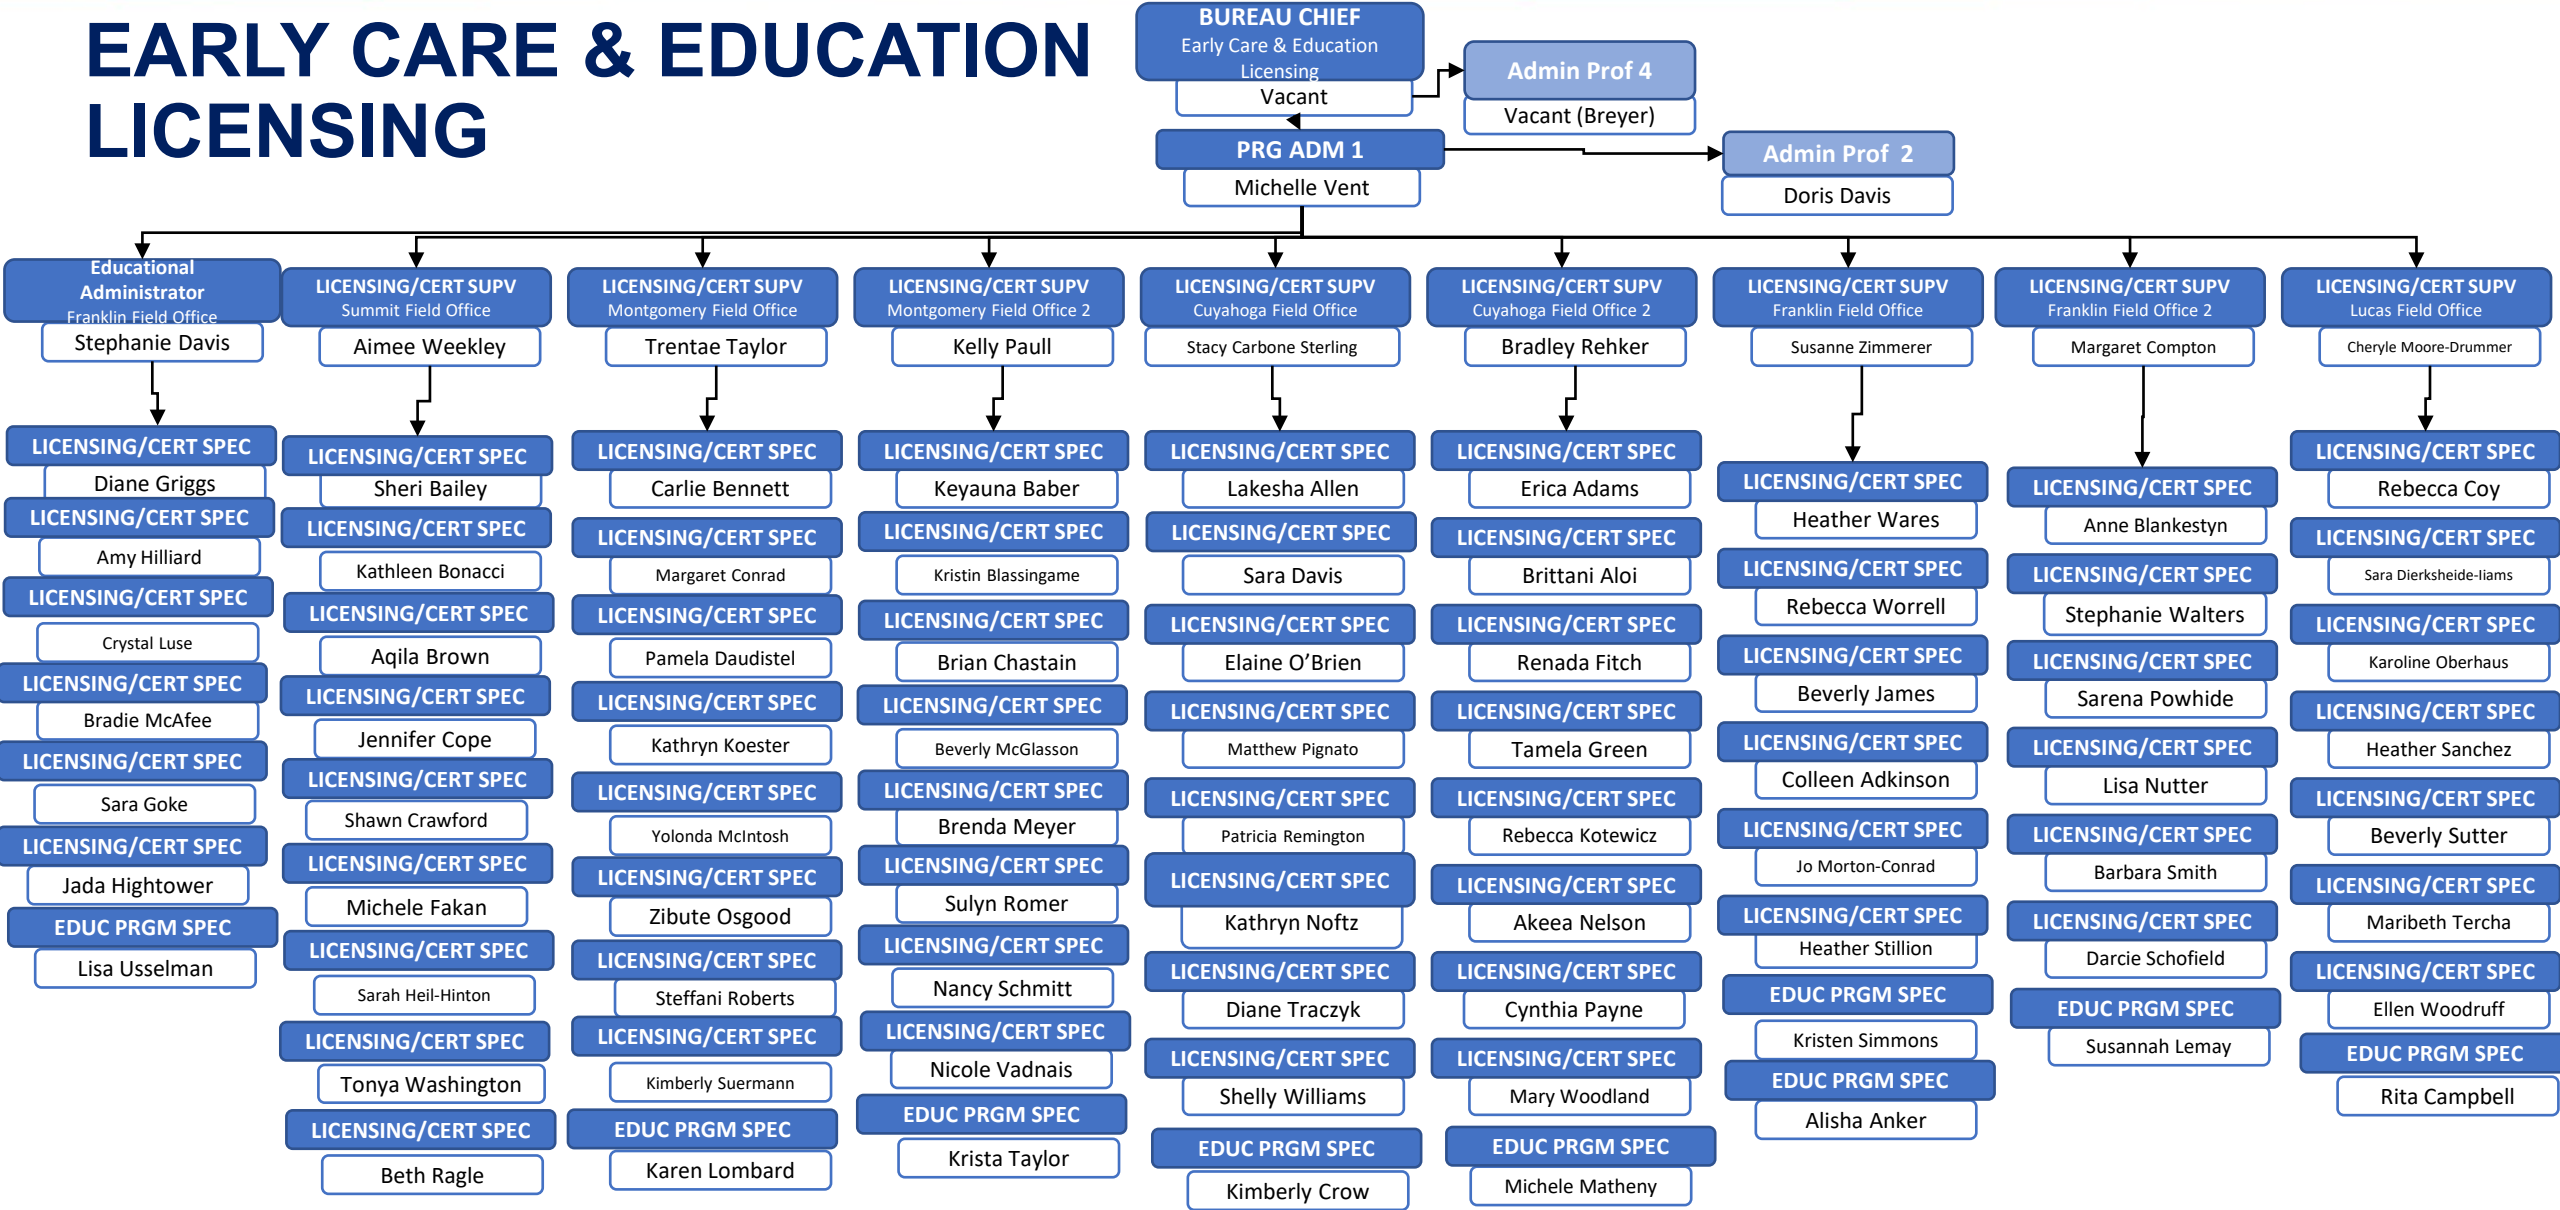 EARLY CARE & EDUCATION
LICENSING
BUREAU CHIEF
Early Care & Education
Licensing
Vacant
Admin Prof 4
Vacant (Breyer)
PRG ADM 1
Michelle Vent
Admin Prof 2
Doris Davis
Educational
Administrator
Franklin Field Office
Stephanie Davis
LICENSING/CERT SPEC
Diane Griggs
LICENSING/CERT SPEC
Amy Hilliard
LICENSING/CERT SPEC
Crystal Luse
LICENSING/CERT SPEC
Bradie McAfee
LICENSING/CERT SPEC
Sara Goke
LICENSING/CERT SPEC
Jada Hightower
EDUC PRGM SPEC
Lisa Usselman
LICENSING/CERT SUPV
Summit Field Office
Aimee Weekley
LICENSING/CERT SPEC
Sheri Bailey
LICENSING/CERT SPEC
Kathleen Bonacci
LICENSING/CERT SPEC
Aqila Brown
LICENSING/CERT SPEC
Jennifer Cope
LICENSING/CERT SPEC
Shawn Crawford
LICENSING/CERT SPEC
Michele Fakan
LICENSING/CERT SPEC
Sarah Heil-Hinton
LICENSING/CERT SPEC
Tonya Washington
LICENSING/CERT SPEC
Beth Ragle
LICENSING/CERT SUPV
Montgomery Field Office
Trentae Taylor
LICENSING/CERT SPEC
Carlie Bennett
LICENSING/CERT SPEC
Margaret Conrad
LICENSING/CERT SPEC
Pamela Daudistel
LICENSING/CERT SPEC
Kathryn Koester
LICENSING/CERT SPEC
Yolonda McIntosh
LICENSING/CERT SPEC
Zibute Osgood
LICENSING/CERT SPEC
Steffani Roberts
LICENSING/CERT SPEC
Kimberly Suermann
EDUC PRGM SPEC
Karen Lombard
LICENSING/CERT SUPV
Montgomery Field Office 2
Kelly Paull
LICENSING/CERT SPEC
Keyauna Baber
LICENSING/CERT SPEC
Kristin Blassingame
LICENSING/CERT SPEC
Brian Chastain
LICENSING/CERT SPEC
Beverly McGlasson
LICENSING/CERT SPEC
Brenda Meyer
LICENSING/CERT SPEC
Sulyn Romer
LICENSING/CERT SPEC
Nancy Schmitt
LICENSING/CERT SPEC
Nicole Vadnais
EDUC PRGM SPEC
Krista Taylor
LICENSING/CERT SUPV
Cuyahoga Field Office
Stacy Carbone Sterling
LICENSING/CERT SPEC
Lakesha Allen
LICENSING/CERT SPEC
Sara Davis
LICENSING/CERT SPEC
Elaine O’Brien
LICENSING/CERT SPEC
Matthew Pignato
LICENSING/CERT SPEC
Patricia Remington
LICENSING/CERT SPEC
Kathryn Noftz
LICENSING/CERT SPEC
Diane Traczyk
LICENSING/CERT SPEC
Shelly Williams
EDUC PRGM SPEC
Kimberly Crow
LICENSING/CERT SUPV
Cuyahoga Field Office 2
Bradley Rehker
LICENSING/CERT SPEC
Erica Adams
LICENSING/CERT SPEC
Brittani Aloi
LICENSING/CERT SPEC
Renada Fitch
LICENSING/CERT SPEC
Tamela Green
LICENSING/CERT SPEC
Rebecca Kotewicz
LICENSING/CERT SPEC
Akeea Nelson
LICENSING/CERT SPEC
Cynthia Payne
LICENSING/CERT SPEC
Mary Woodland
EDUC PRGM SPEC
Michele Matheny
LICENSING/CERT SUPV
Franklin Field Office
Susanne Zimmerer
LICENSING/CERT SPEC
Heather Wares
LICENSING/CERT SPEC
Rebecca Worrell
LICENSING/CERT SPEC
Beverly James
LICENSING/CERT SPEC
Colleen Adkinson
LICENSING/CERT SPEC
Jo Morton-Conrad
LICENSING/CERT SPEC
Heather Stillion
EDUC PRGM SPEC
Kristen Simmons
EDUC PRGM SPEC
Alisha Anker
LICENSING/CERT SUPV
Franklin Field Office 2
Margaret Compton
LICENSING/CERT SPEC
Anne Blankestyn
LICENSING/CERT SPEC
Stephanie Walters
LICENSING/CERT SPEC
Sarena Powhide
LICENSING/CERT SPEC
Lisa Nutter
LICENSING/CERT SPEC
Barbara Smith
LICENSING/CERT SPEC
Darcie Schofield
EDUC PRGM SPEC
Susannah Lemay
LICENSING/CERT SUPV
Lucas Field Office
Cheryle Moore-Drummer
LICENSING/CERT SPEC
Rebecca Coy
LICENSING/CERT SPEC
Sara Dierksheide-Iiams
LICENSING/CERT SPEC
Karoline Oberhaus
LICENSING/CERT SPEC
Heather Sanchez
LICENSING/CERT SPEC
Beverly Sutter
LICENSING/CERT SPEC
Maribeth Tercha
LICENSING/CERT SPEC
Ellen Woodruff
EDUC PRGM SPEC
Rita Campbell